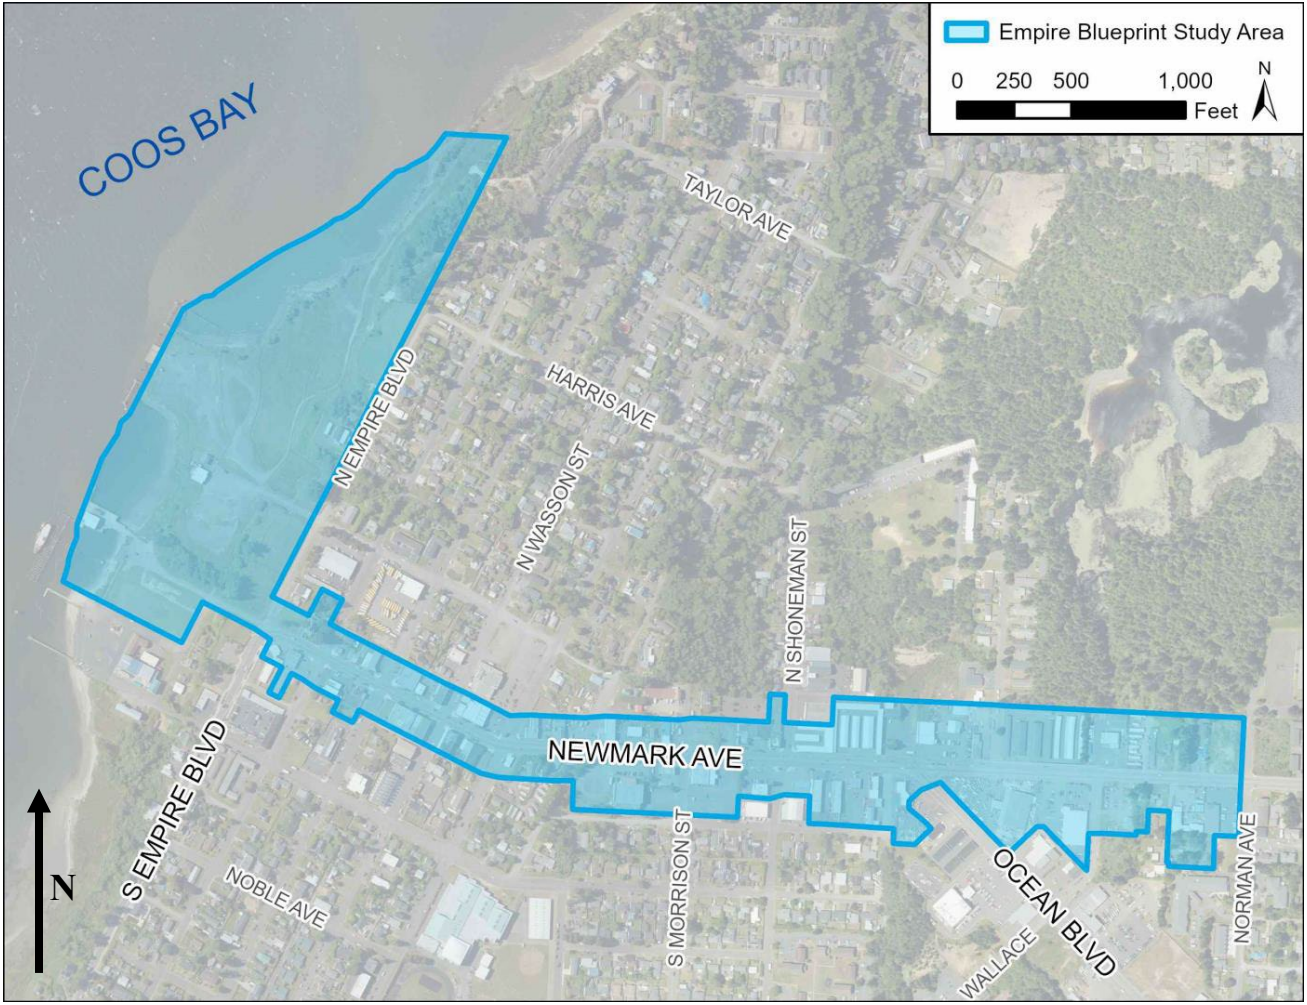 Empire Blueprint Study Area
0 250 500 1,000
Feet
N
COOS BAY
TAYLOR AVE
HARRIS AVE
N EMPIRE BLVD
N WASSON ST
N SHONEMAN ST
NEWMARK AVE
S EMPIRE BLVD
NOBLE AVE
S MORRISON ST
OCEAN BLVD
WALLACE
NORMAN AVE
N